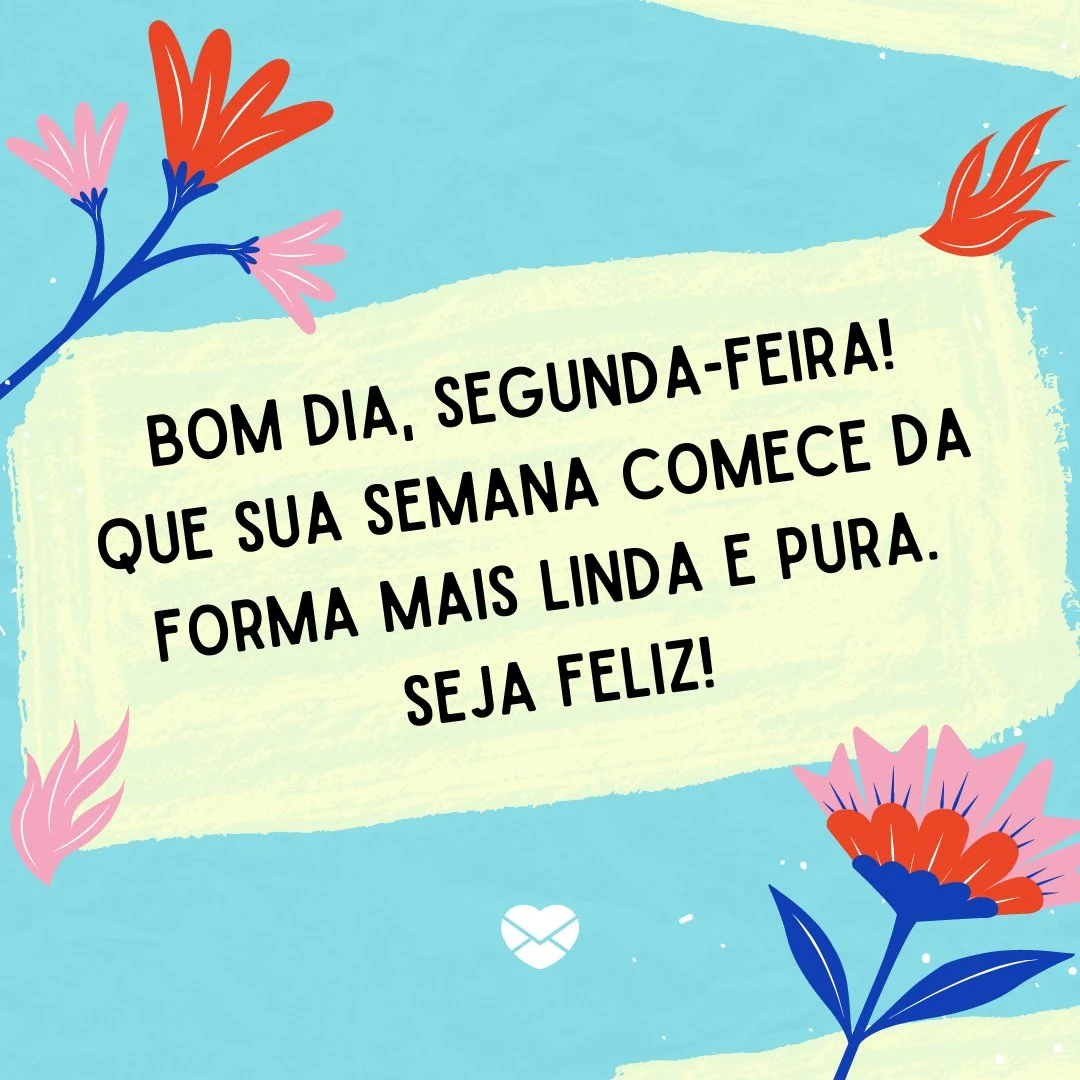 BOM DIA, SEGUNDA-FEIRA!
QUE SUA SEMANA COMECE DA
FORMA MAIS LINDA E PURA.
SEJA FELIZ!